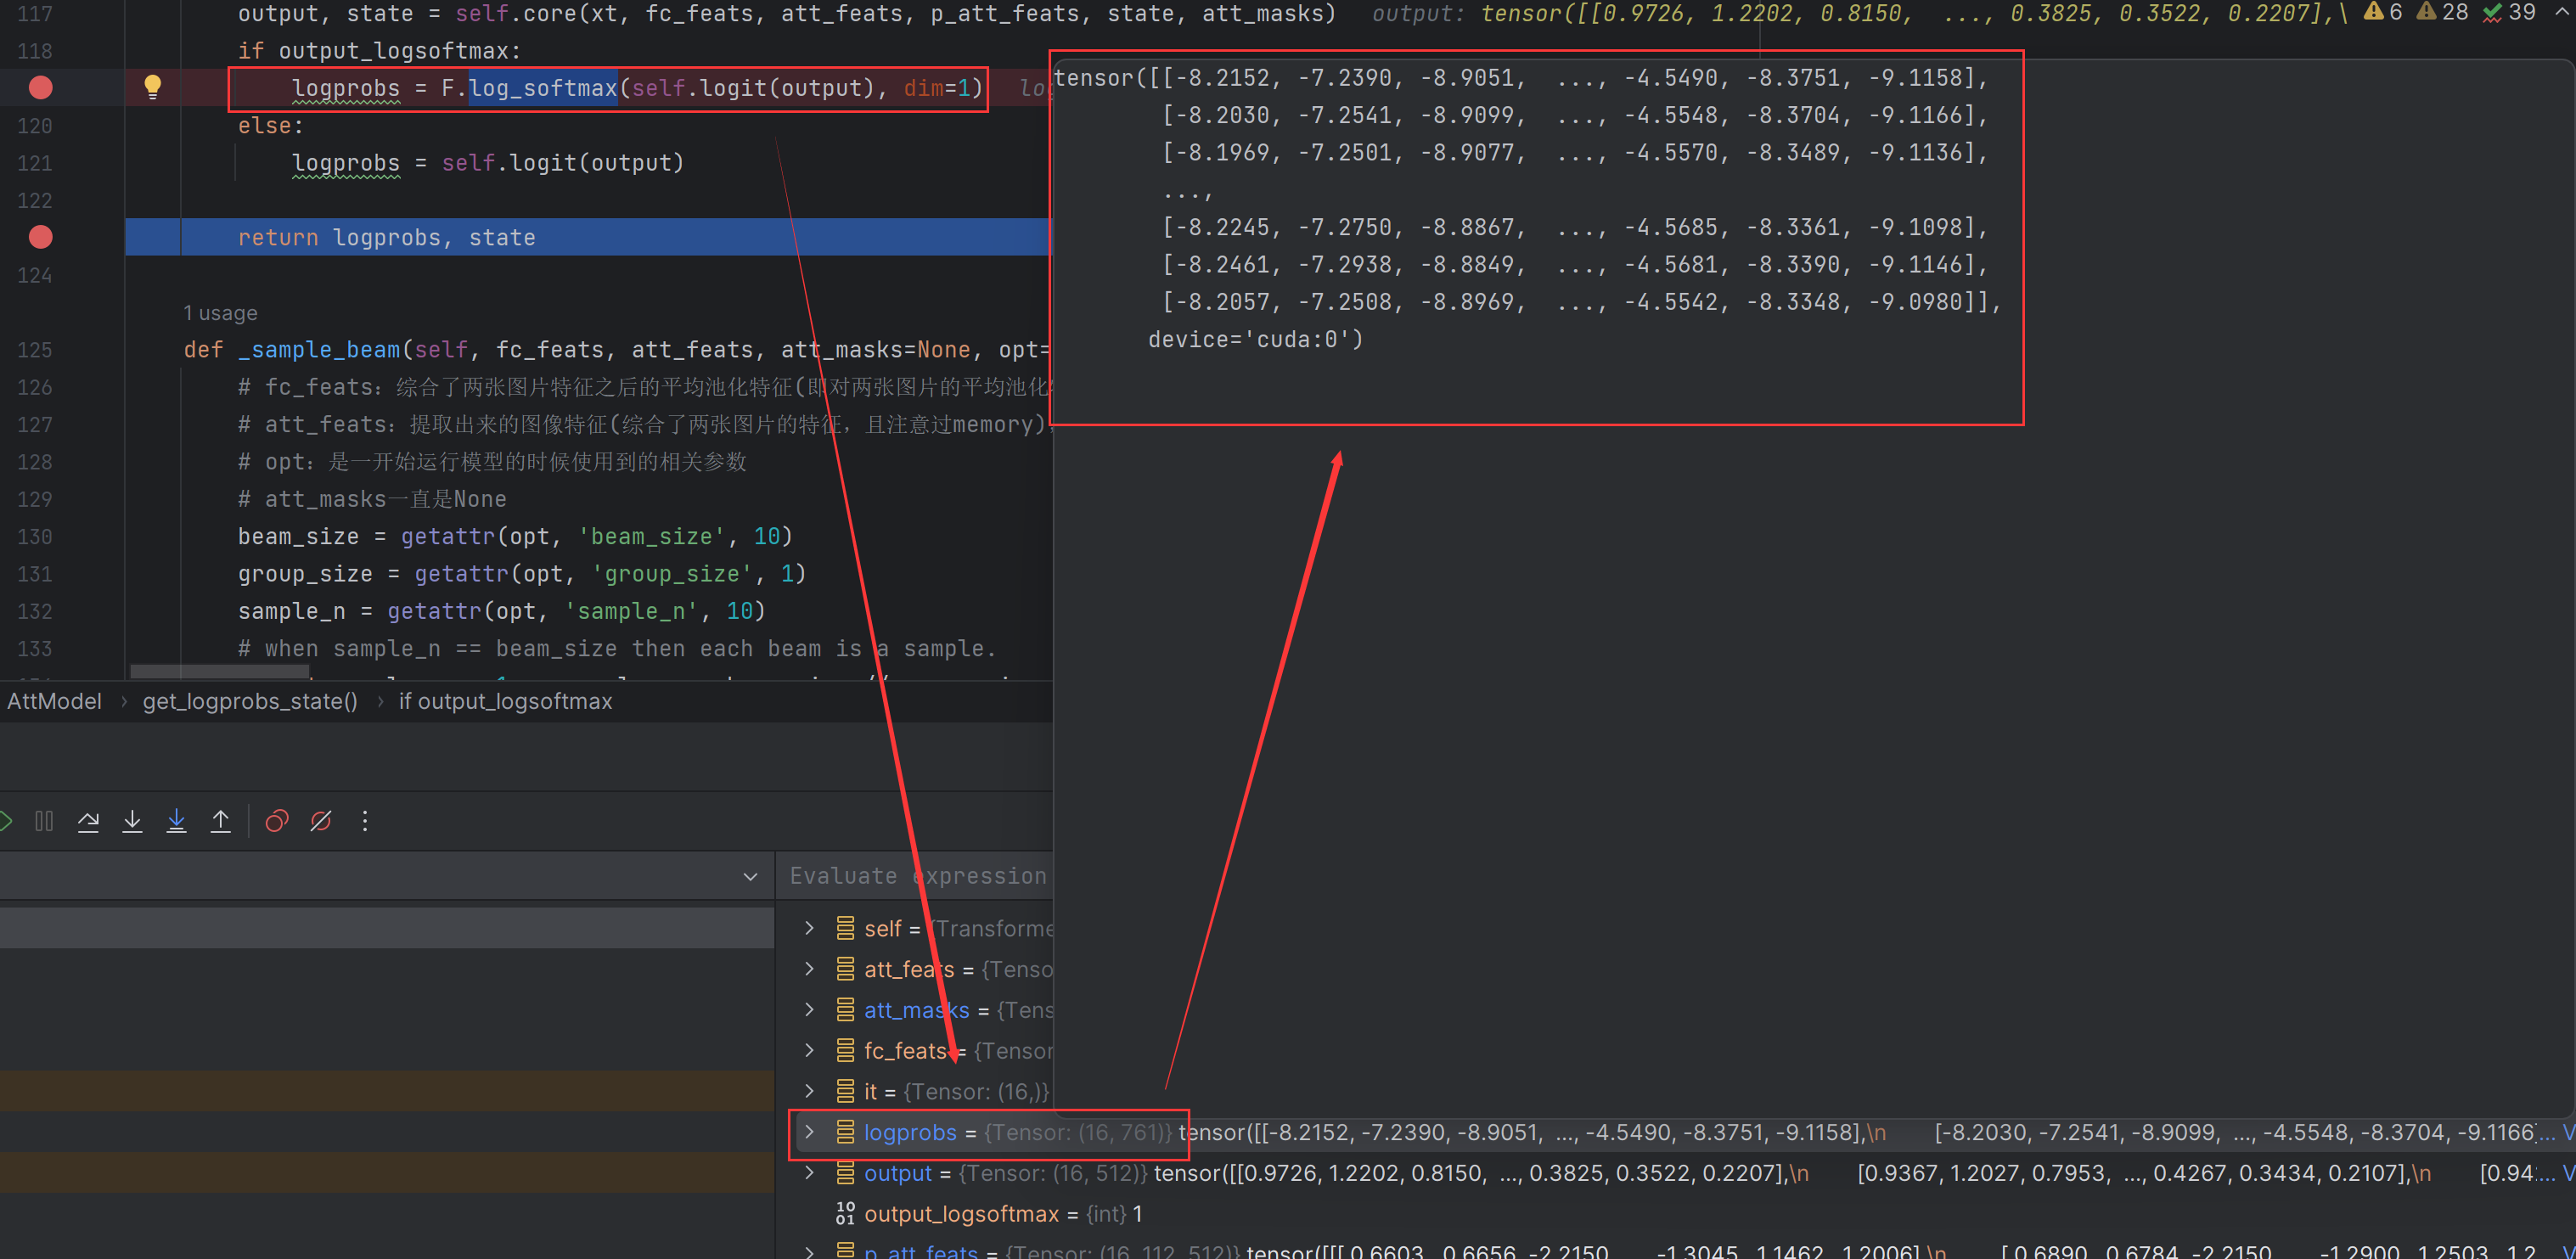 117 output, state = self.core(xt, fc_feats, att_feats, p_att_feats, state, att_masks) output: tensor([[0.9726, 1.2202, 0.8150, ..., 0.3825, 0.3522, 0.2207],\ 6 28 39
118 if output_logsoftmax:
logprobs = F.log_softmax(self.logit(output), dim=1)
120 else:
121 logprobs = self.logit(output)
122
return logprobs, state
124
1 usage
125 def _sample_beam(self, fc_feats, att_feats, att_masks=None, opt=
126 # fc_feats：综合了两张图片特征之后的平均池化特征(即对两张图片的平均池化
127 # att_feats：提取出来的图像特征(综合了两张图片的特征，且注意过memory)
128 # opt：是一开始运行模型的时候使用到的相关参数
129 # att_masks一直是None
130 beam_size = getattr(opt, 'beam_size', 10)
131 group_size = getattr(opt, 'group_size', 1)
132 sample_n = getattr(opt, 'sample_n', 10)
133 # when sample_n == beam_size then each beam is a sample.
tensor([[-8.2152, -7.2390, -8.9051, ..., -4.5490, -8.3751, -9.1158],
[-8.2030, -7.2541, -8.9099, ..., -4.5548, -8.3704, -9.1166],
[-8.1969, -7.2501, -8.9077, ..., -4.5570, -8.3489, -9.1136],
...,
[-8.2245, -7.2750, -8.8867, ..., -4.5685, -8.3361, -9.1098],
[-8.2461, -7.2938, -8.8849, ..., -4.5681, -8.3390, -9.1146],
[-8.2057, -7.2508, -8.8969, ..., -4.5542, -8.3348, -9.0980]],
device='cuda:0')
AttModel › get_logprobs_state() › if output_logsoftmax
Evaluate expression
self = {Transforme
att_feats = {Tenso
att_masks = {Tens
fc_feats = {Tensor
it = {Tensor: (16,)}
logprobs = {Tensor: (16, 761)} tensor([[-8.2152, -7.2390, -8.9051, ..., -4.5490, -8.3751, -9.1158],\n [-8.2030, -7.2541, -8.9099, ..., -4.5548, -8.3704, -9.1166]... V
output = {Tensor: (16, 512)} tensor([[0.9726, 1.2202, 0.8150, ..., 0.3825, 0.3522, 0.2207],\n [0.9367, 1.2027, 0.7953, ..., 0.4267, 0.3434, 0.2107],\n [0.94... V
output_logsoftmax = {int} 1
p_att_feats = {Tensor: (16, 112, 512)} tensor([[[ 0.6603, 0.6656, -2.2150, ..., -1.3045, 1.1462, 1.2006],\n [ 0.6890, 0.6784, -2.2150, ..., -1.2900, 1.2503, 1.2